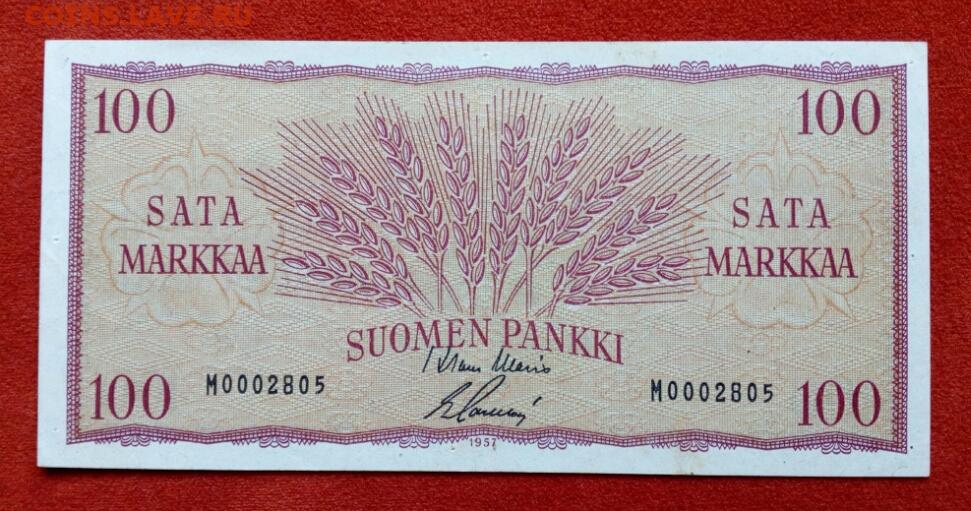 COINS.LAVE.RU
100 100
SATA SATA
MARKKAA MARKKAA
SUOMEN PANKKI
100 M0002805 M0002805 100
1957